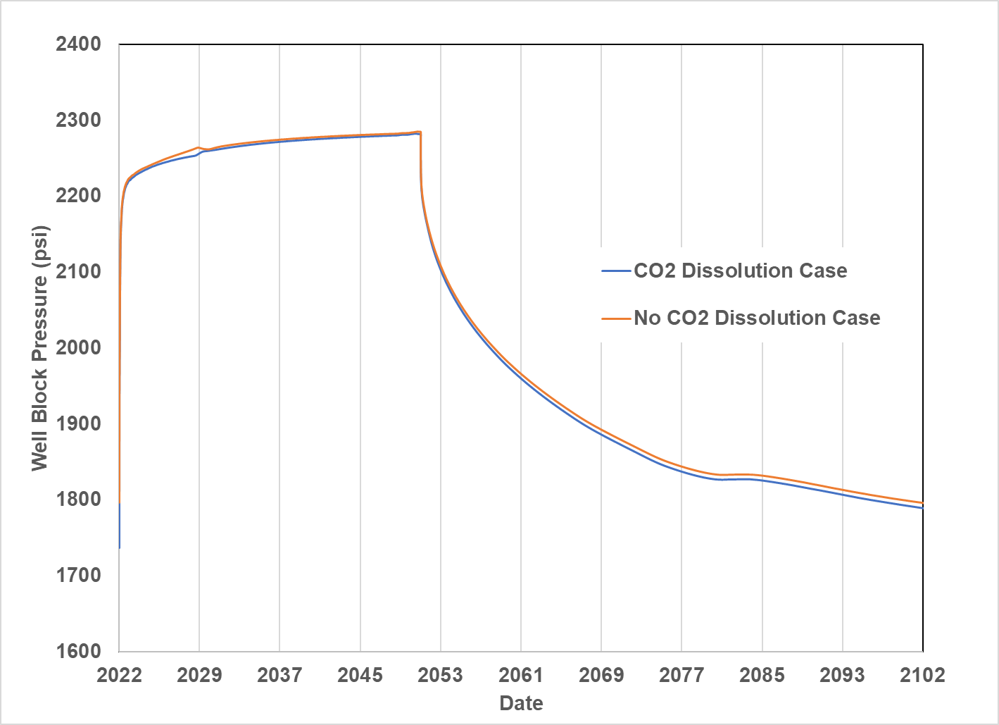 2400
2300
2200
2100
2000
1900
1800
1700
1600
Well Block Pressure (psi)
CO2 Dissolution Case
No CO2 Dissolution Case
2022 2029 2037 2045 2053 2061 2069 2077 2085 2093 2102
Date